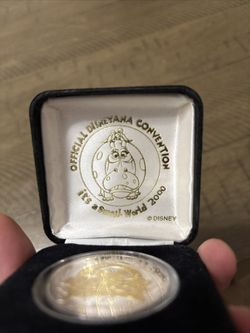 OFFICIAL DISNEYANA CONVENTION
it's a Small World 2000
© DISNEY